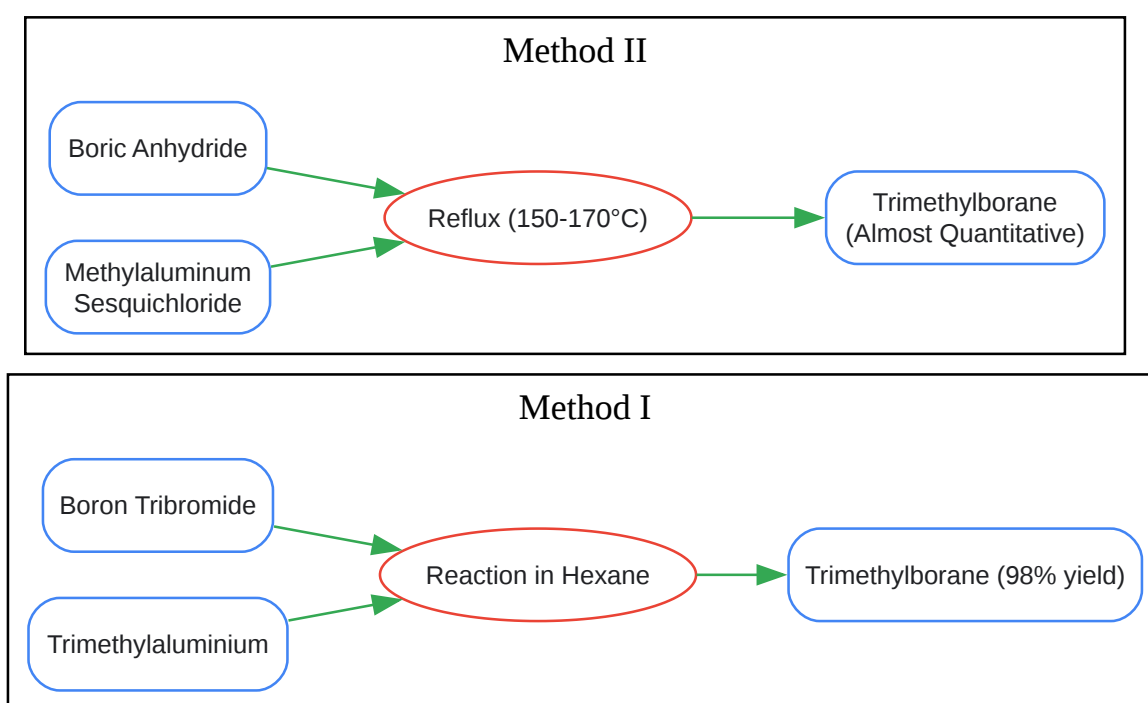 Method II
Boric Anhydride
Methylaluminum
Sesquichloride
Reflux (150-170°C)
Trimethylborane
(Almost Quantitative)
Method I
Boron Tribromide
Trimethylaluminium
Reaction in Hexane
Trimethylborane (98% yield)